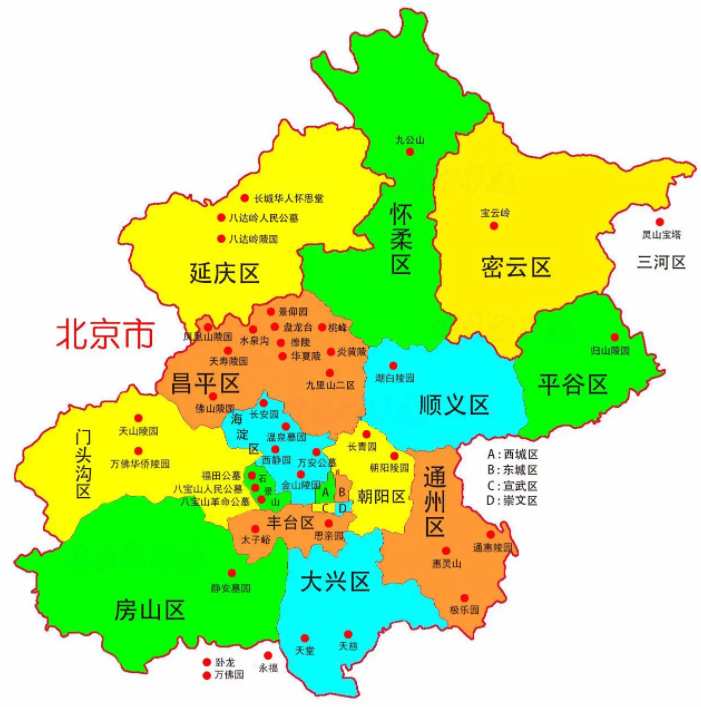 九公山
宝云岭
灵山宝塔
三河区
怀柔区
密云区
长城华人怀思堂
八达岭人民公墓
八达岭陵园
延庆区
北京市
景仰园
凤凰山陵园
水泉沟
盘龙台
桃峰
德陵
天寿陵园
华夏陵
炎黄陵
九里山二区
昌平区
佛山陵园
潮白陵园
顺义区
归山陵园
平谷区
门头沟区
天山陵园
万佛华侨陵园
海淀区
长安园
温泉墓园
西静园
万安公墓
金山陵园
长青园
朝阳陵园
朝阳区
通州区
A:西城区
B:东城区
C:宣武区
D:崇文区
福田公墓
八宝山人民公墓
八宝山革命公墓
石景山
A
B
C
D
丰台区
太子峪
思亲园
通惠陵园
惠灵山
极乐园
静安墓园
房山区
大兴区
天堂
天慈
卧龙
万佛园
永福